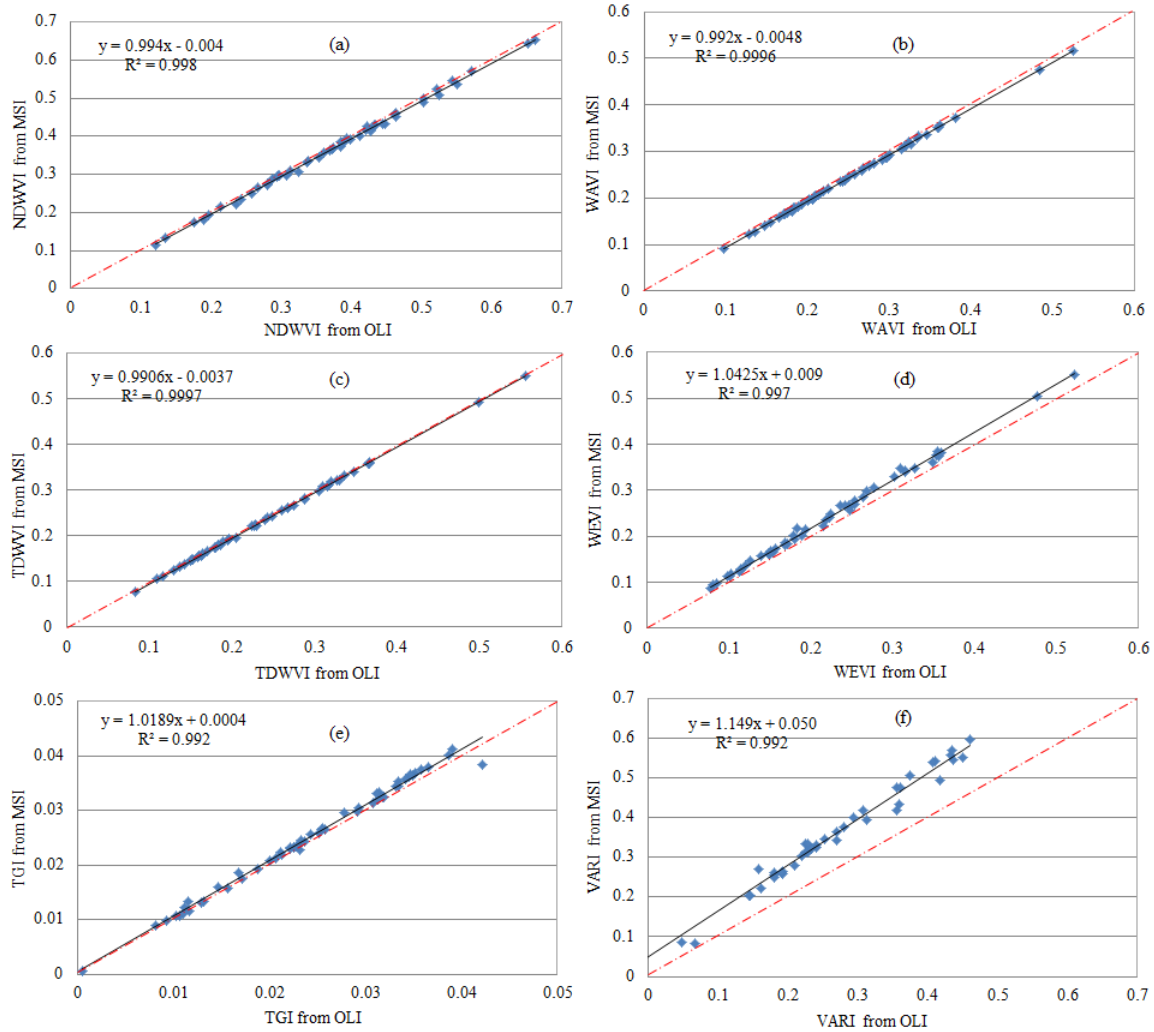 0.7
0.6
0.5
0.4
0.3
0.2
0.1
0
NDWVI from MSI
y = 0.994x - 0.004
R² = 0.998
(a)
0 0.1 0.2 0.3 0.4 0.5 0.6 0.7
NDWVI from OLI
0.6
0.5
0.4
0.3
0.2
0.1
0
WAVI from MSI
y = 0.992x - 0.0048
R² = 0.9996
(b)
0 0.1 0.2 0.3 0.4 0.5 0.6
WAVI from OLI
0.6
0.5
0.4
0.3
0.2
0.1
0
TDWVI from MSI
y = 0.9906x - 0.0037
R² = 0.9997
(c)
0 0.1 0.2 0.3 0.4 0.5 0.6
TDWVI from OLI
0.6
0.5
0.4
0.3
0.2
0.1
0
WEVI from MSI
y = 1.0425x + 0.009
R² = 0.997
(d)
0 0.1 0.2 0.3 0.4 0.5 0.6
WEVI from OLI
0.05
0.04
0.03
0.02
0.01
0
TGI from MSI
y = 1.0189x + 0.0004
R² = 0.992
(e)
0 0.01 0.02 0.03 0.04 0.05
TGI from OLI
0.7
0.6
0.5
0.4
0.3
0.2
0.1
0
VARI from MSI
y = 1.149x + 0.050
R² = 0.992
(f)
0 0.1 0.2 0.3 0.4 0.5 0.6 0.7
VARI from OLI